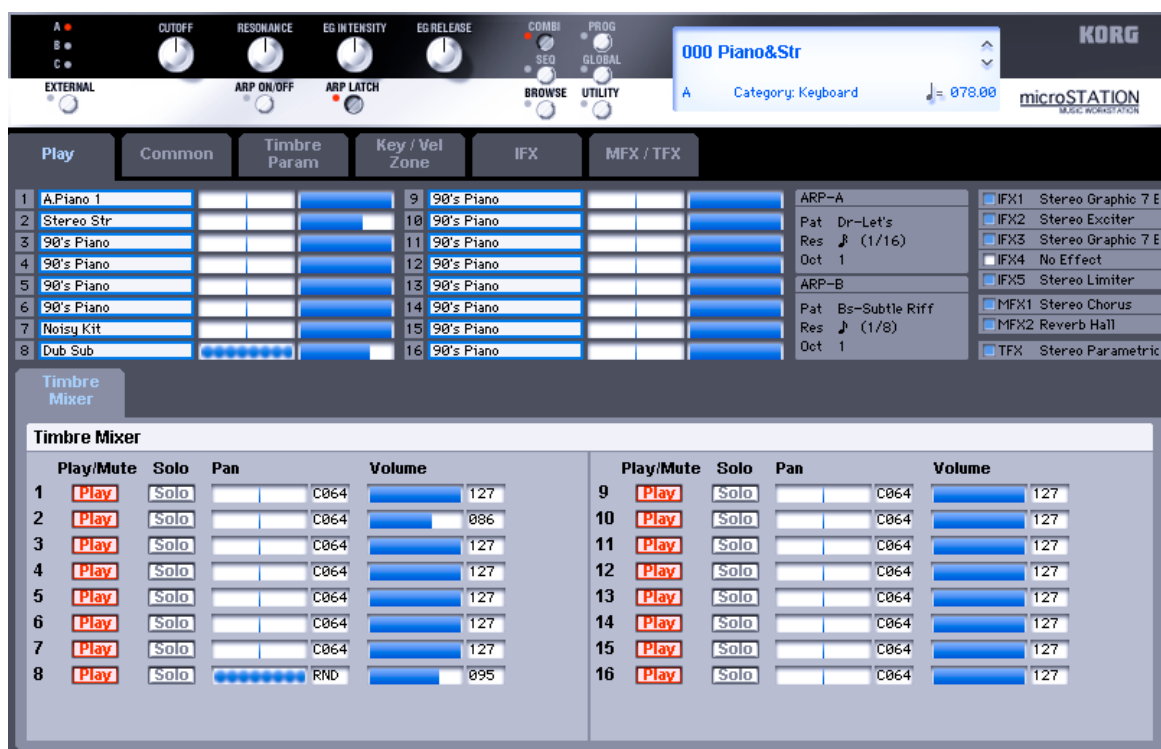 A
B
C
CUTOFF RESONANCE EG INTENSITY EG RELEASE
COMBI PROG
SEQ GLOBAL
EXTERNAL ARP ON/OFF ARP LATCH BROWSE UTILITY
000 Piano&Str
A Category: Keyboard ♩= 078.00
KORG
microSTATION
MUSIC WORKSTATION
Play Common Timbre Param Key / Vel Zone IFX MFX / TFX
1 A.Piano 1 9 90's Piano
2 Stereo Str 10 90's Piano
3 90's Piano 11 90's Piano
4 90's Piano 12 90's Piano
5 90's Piano 13 90's Piano
6 90's Piano 14 90's Piano
7 Noisy Kit 15 90's Piano
8 Dub Sub 16 90's Piano
ARP-A
Pat Dr-Let's
Res (1/16)
Oct 1
ARP-B
Pat Bs-Subtle Riff
Res (1/8)
Oct 1
IFX1 Stereo Graphic 7 E
IFX2 Stereo Exciter
IFX3 Stereo Graphic 7 E
IFX4 No Effect
IFX5 Stereo Limiter
MFX1 Stereo Chorus
MFX2 Reverb Hall
TFX Stereo Parametric
Timbre Mixer
Timbre Mixer
Play/Mute Solo Pan Volume Play/Mute Solo Pan Volume
1 Play Solo C064 127 9 Play Solo C064 127
2 Play Solo C064 086 10 Play Solo C064 127
3 Play Solo C064 127 11 Play Solo C064 127
4 Play Solo C064 127 12 Play Solo C064 127
5 Play Solo C064 127 13 Play Solo C064 127
6 Play Solo C064 127 14 Play Solo C064 127
7 Play Solo C064 127 15 Play Solo C064 127
8 Play Solo RND 095 16 Play Solo C064 127